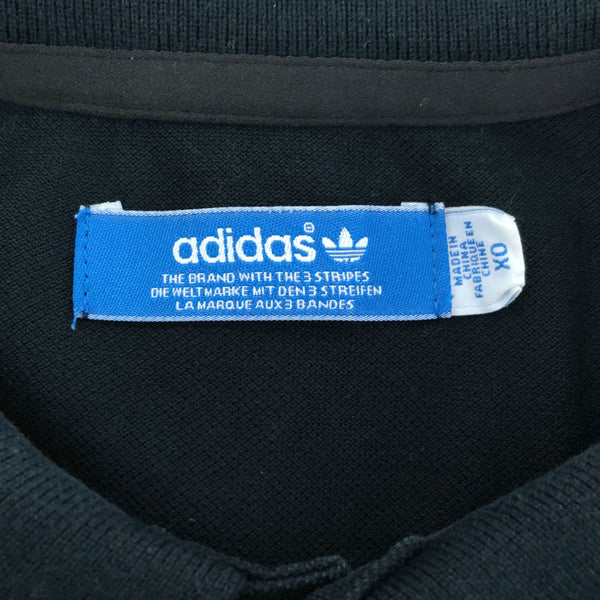 adidas®
THE BRAND WITH THE 3 STRIPES
DIE WELTMARKE MIT DEN 3 STREIFEN
LA MARQUE AUX 3 BANDES
MADE IN
CHINA
FABRIQUE EN
CHINE
XO